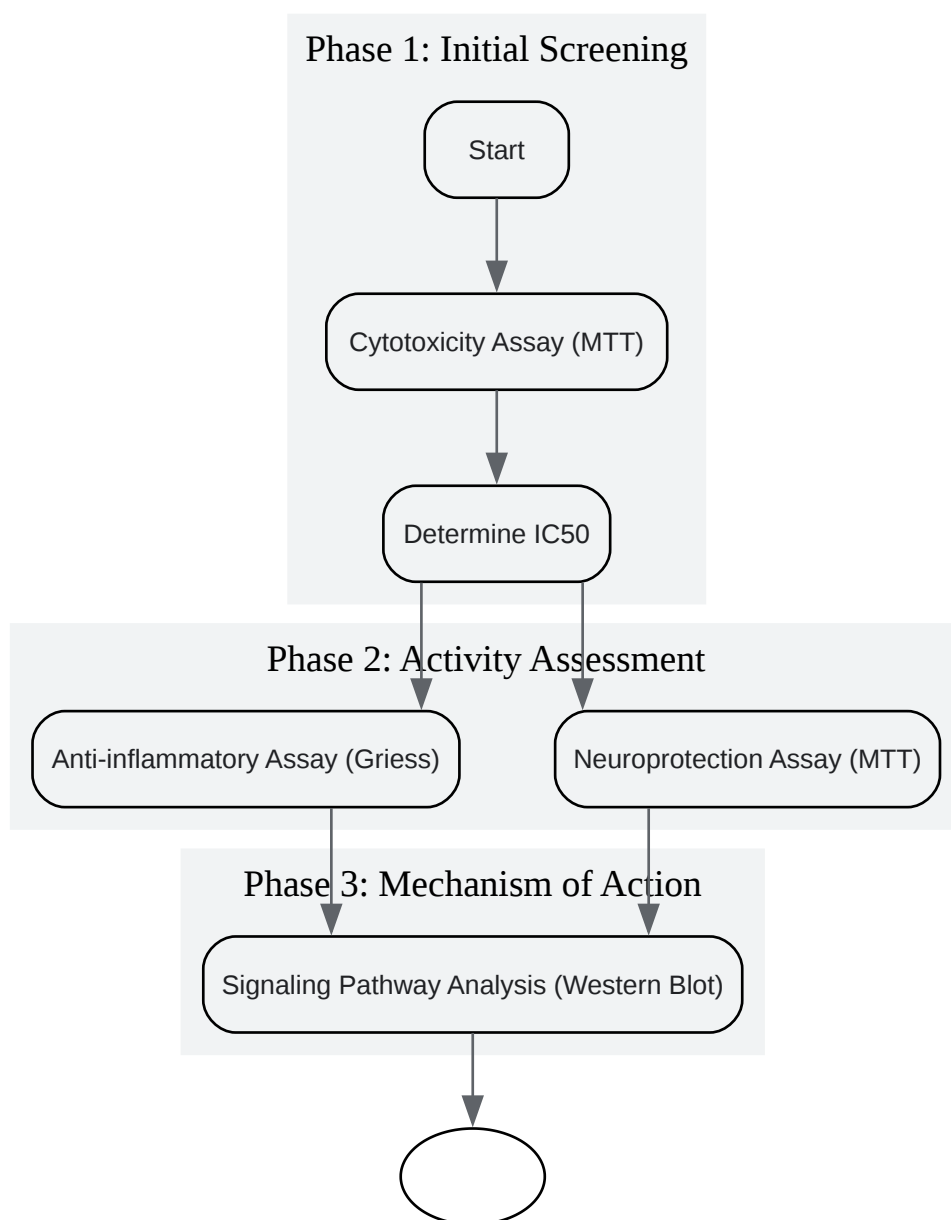 Phase 1: Initial Screening
Start
Cytotoxicity Assay (MTT)
Determine IC50
Phase 2: Activity Assessment
Anti-inflammatory Assay (Griess)
Neuroprotection Assay (MTT)
Phase 3: Mechanism of Action
Signaling Pathway Analysis (Western Blot)